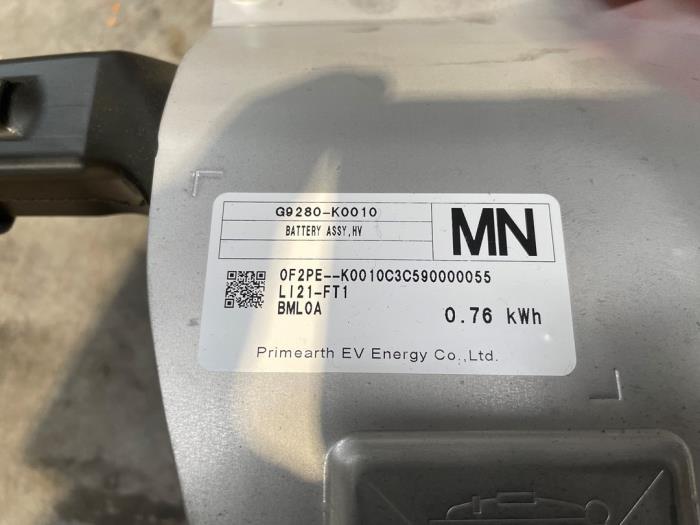 G9280-K0010
BATTERY ASSY,HV
MN
0F2PE--K0010C3C590000055
LI21-FT1
BML0A
0.76 kWh
Primearth EV Energy Co.,Ltd.